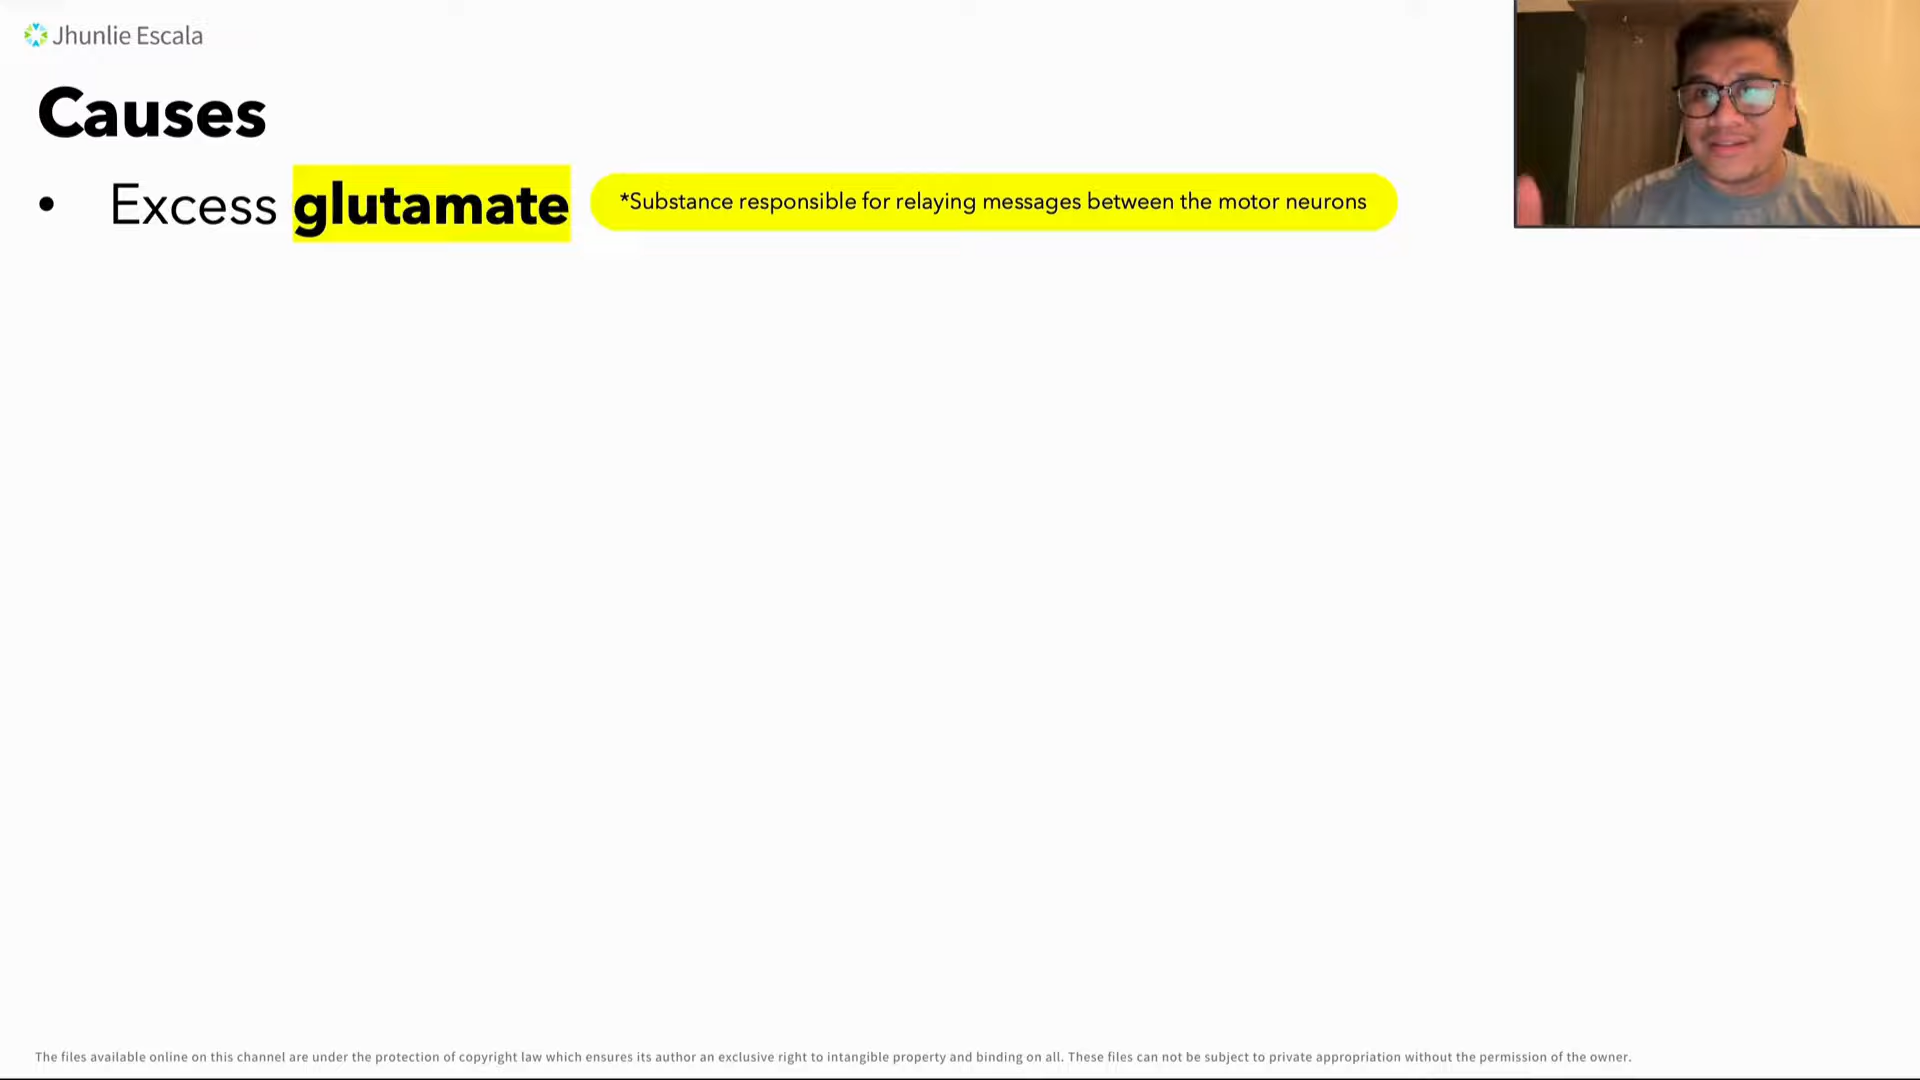 Jhunlie Escala
Causes
• Excess glutamate *Substance responsible for relaying messages between the motor neurons
The files available online on this channel are under the protection of copyright law which ensures its author an exclusive right to intangible property and binding on all. These files can not be subject to private appropriation without the permission of the owner.